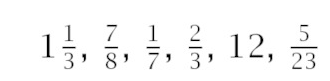 1 1/3, 7/8, 1/7, 2/3, 12, 5/23